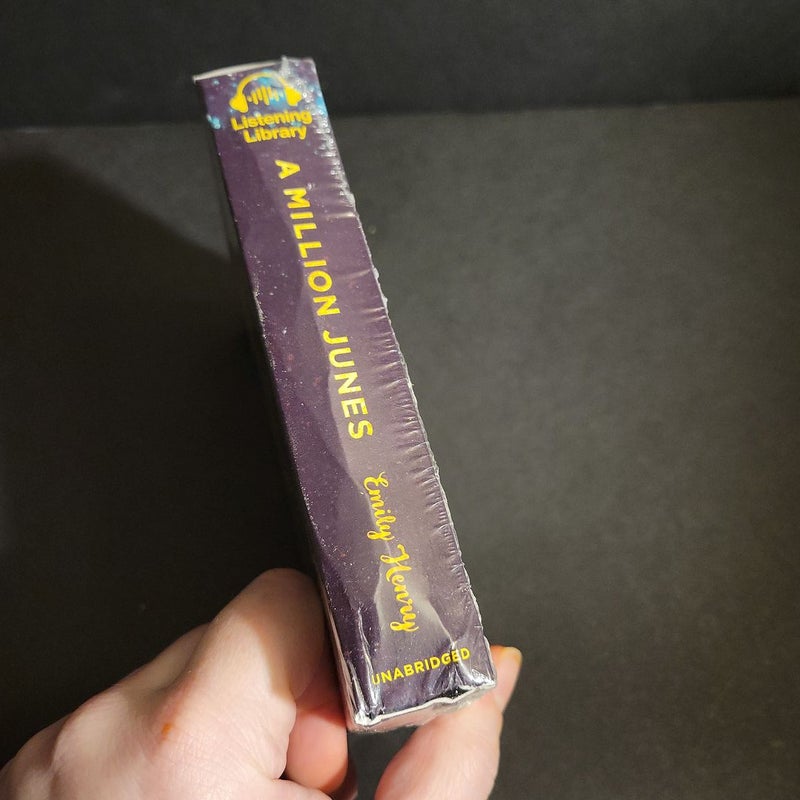 Listening
Library
A MILLION JUNES
Emily Henry
UNABRIDGED